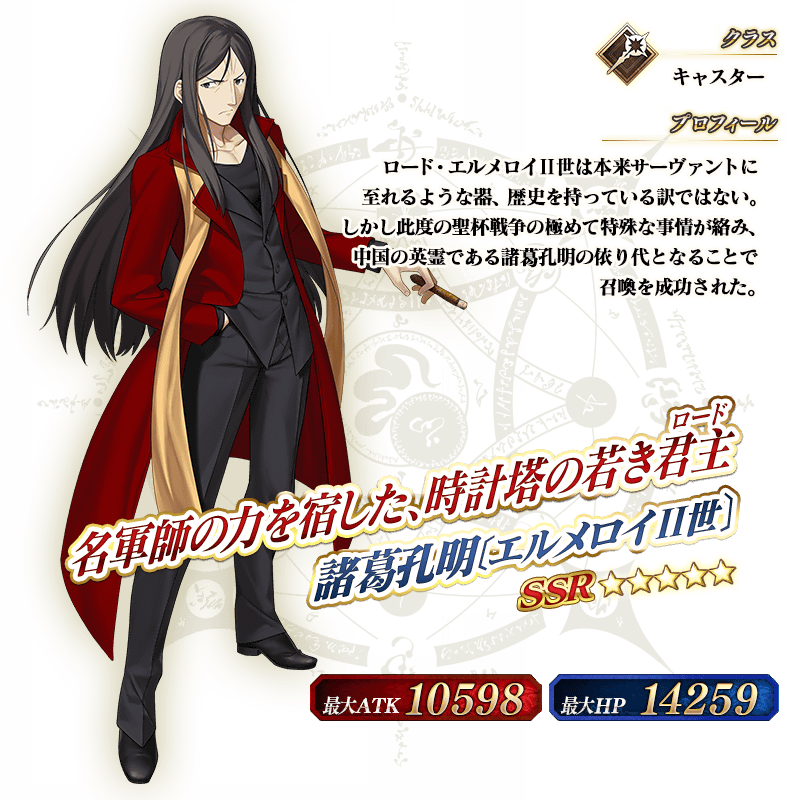 クラス
キャスター
プロフィール
ロード・エルメロイⅡ世は本来サーヴァントに
至れるような器、歴史を持っている訳ではない。
しかし此度の聖杯戦争の極めて特殊な事情が絡み、
中国の英霊である諸葛孔明の依り代となることで
召喚を成功された。
ロード
名軍師の力を宿した、時計塔の若き君主
諸葛孔明〔エルメロイⅡ世〕
SSR☆☆☆☆☆
最大ATK 10598
最大HP 14259